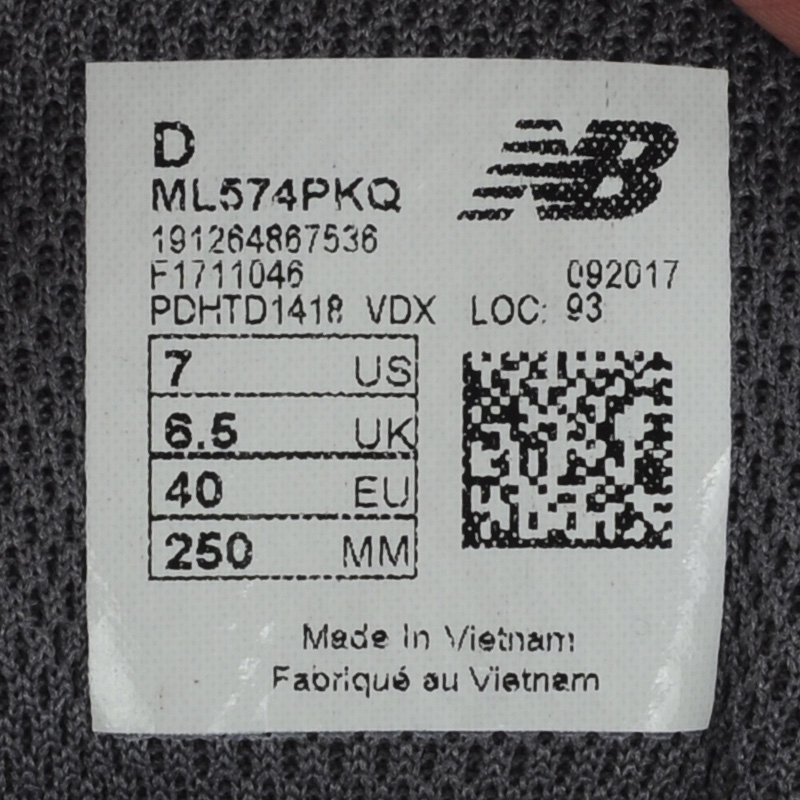 D
NB
ML574PKQ
191264867536
F1711046 092017
PDHTD1418 VDX LOC: 93
7 US
6.5 UK
40 EU
250 MM
Made In Vietnam
Fabriqué au Vietnam